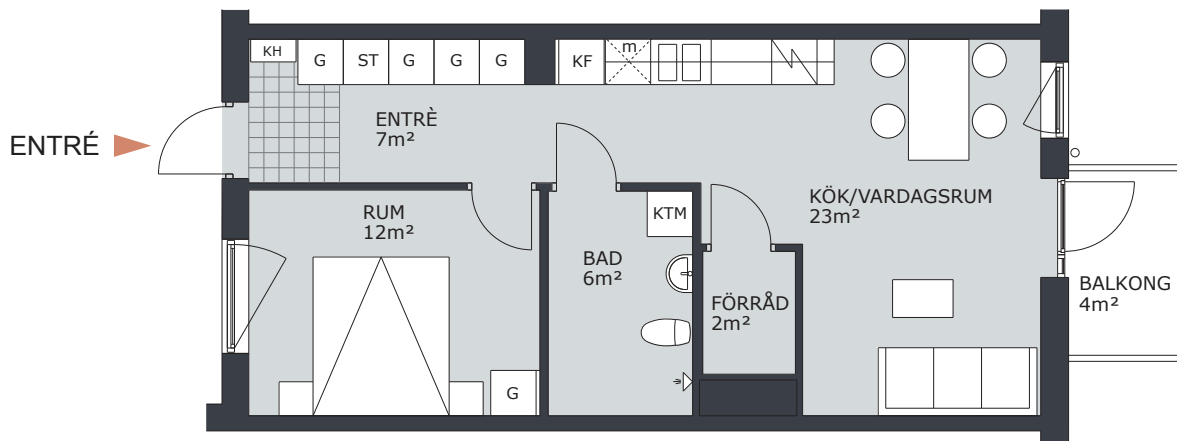 KH
G
ST
G
G
G
KF
m
ENTRÈ
7m²
ENTRÉ
RUM
12m²
KTM
KÖK/VARDAGSRUM
23m²
BAD
6m²
FÖRRÅD
2m²
BALKONG
4m²
G